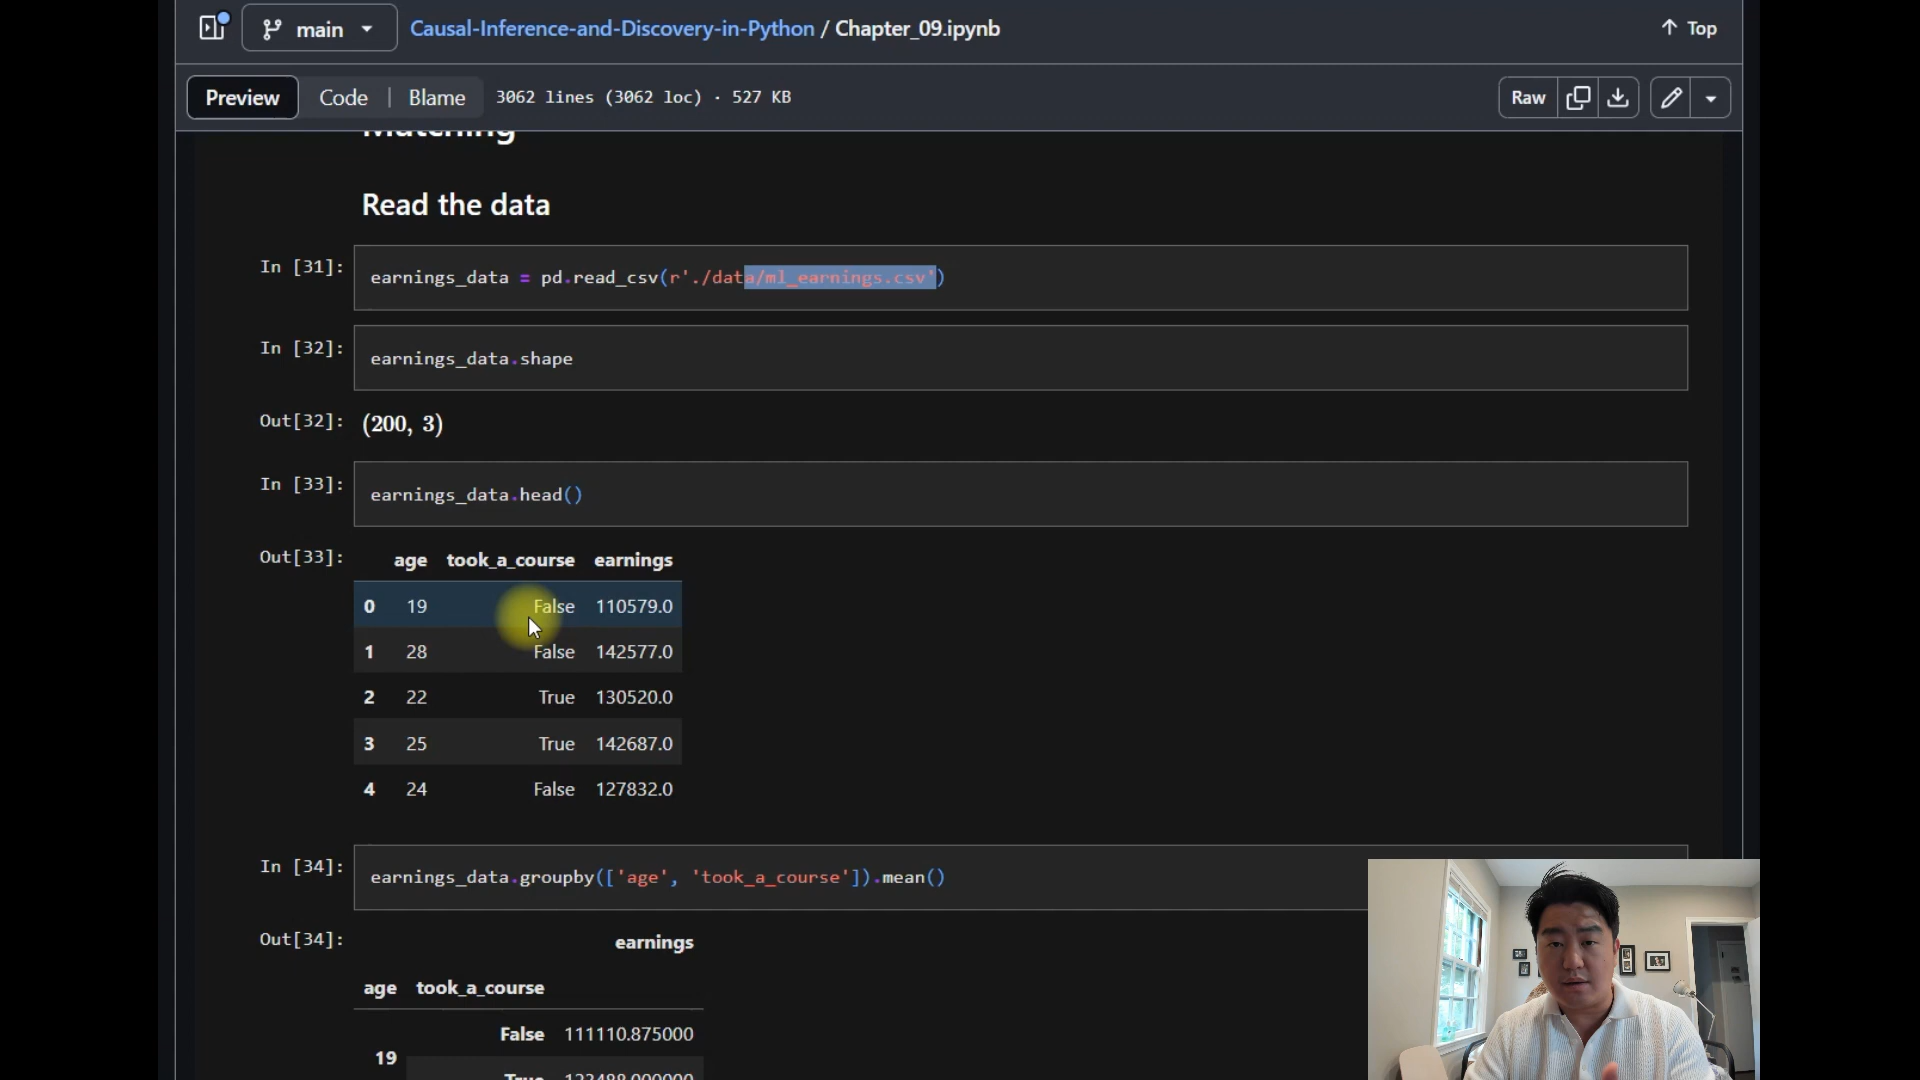 main
Causal-Inference-and-Discovery-in-Python / Chapter_09.ipynb
Top
Preview
Code
Blame
3062 lines (3062 loc) · 527 KB
Raw
Matching
Read the data
In [31]:
earnings_data = pd.read_csv(r'./data/ml_earnings.csv')
In [32]:
earnings_data.shape
Out[32]:
(200, 3)
In [33]:
earnings_data.head()
Out[33]:
age took_a_course earnings
0 19 False 110579.0
1 28 False 142577.0
2 22 True 130520.0
3 25 True 142687.0
4 24 False 127832.0
In [34]:
earnings_data.groupby(['age', 'took_a_course']).mean()
Out[34]:
earnings
age took_a_course
False 111110.875000
19
True 123488.000000